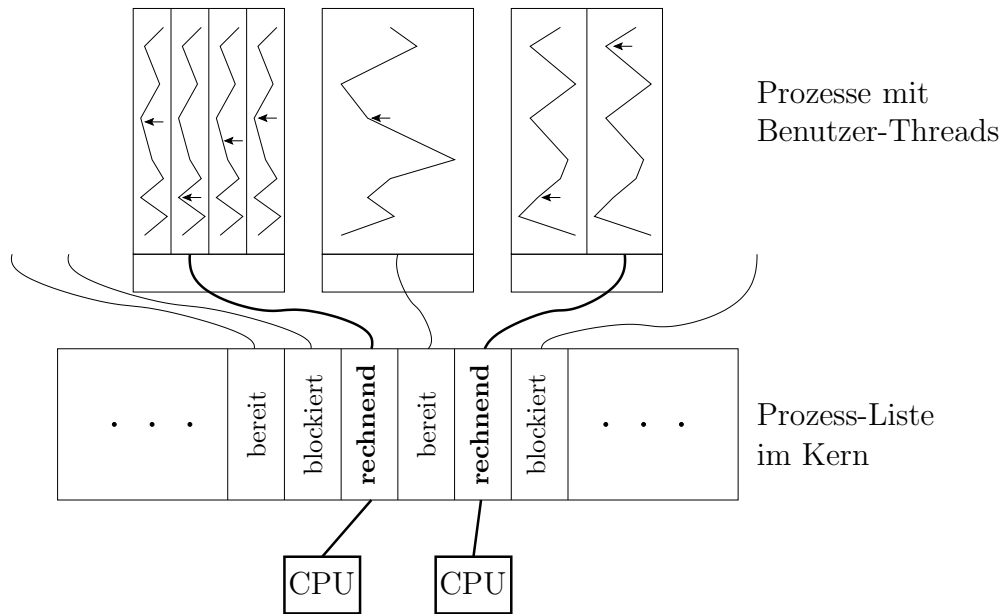 Prozesse mit
Benutzer-Threads
bereit
blockiert
rechnend
bereit
rechnend
blockiert
Prozess-Liste
im Kern
CPU
CPU